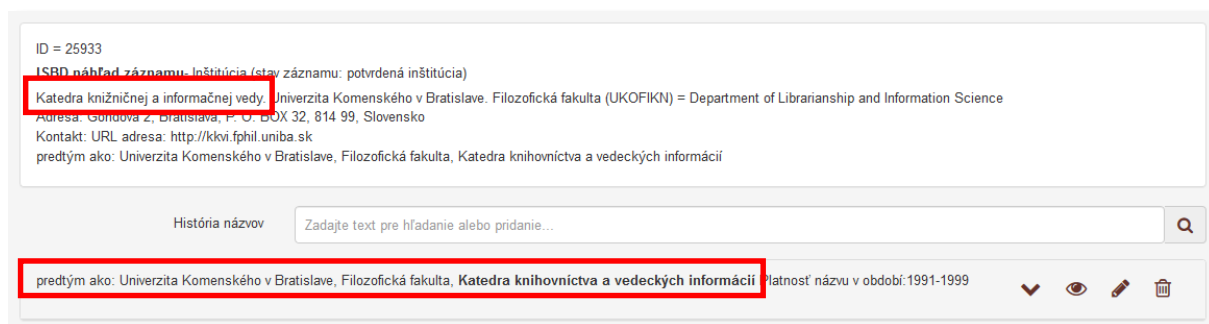 ID = 25933
ISBD náhľad záznamu- Inštitúcia (stav záznamu: potvrdená inštitúcia)
Katedra knižničnej a informačnej vedy. Univerzita Komenského v Bratislave. Filozofická fakulta (UKOFIKN) = Department of Librarianship and Information Science
Adresa: Gondova 2, Bratislava, P. O. BOX 32, 814 99, Slovensko
Kontakt: URL adresa: http://kkvi.fphil.uniba.sk
predtým ako: Univerzita Komenského v Bratislave, Filozofická fakulta, Katedra knihovníctva a vedeckých informácií
História názvov
Zadajte text pre hľadanie alebo pridanie...
predtým ako: Univerzita Komenského v Bratislave, Filozofická fakulta, Katedra knihovníctva a vedeckých informácií Platnosť názvu v období:1991-1999